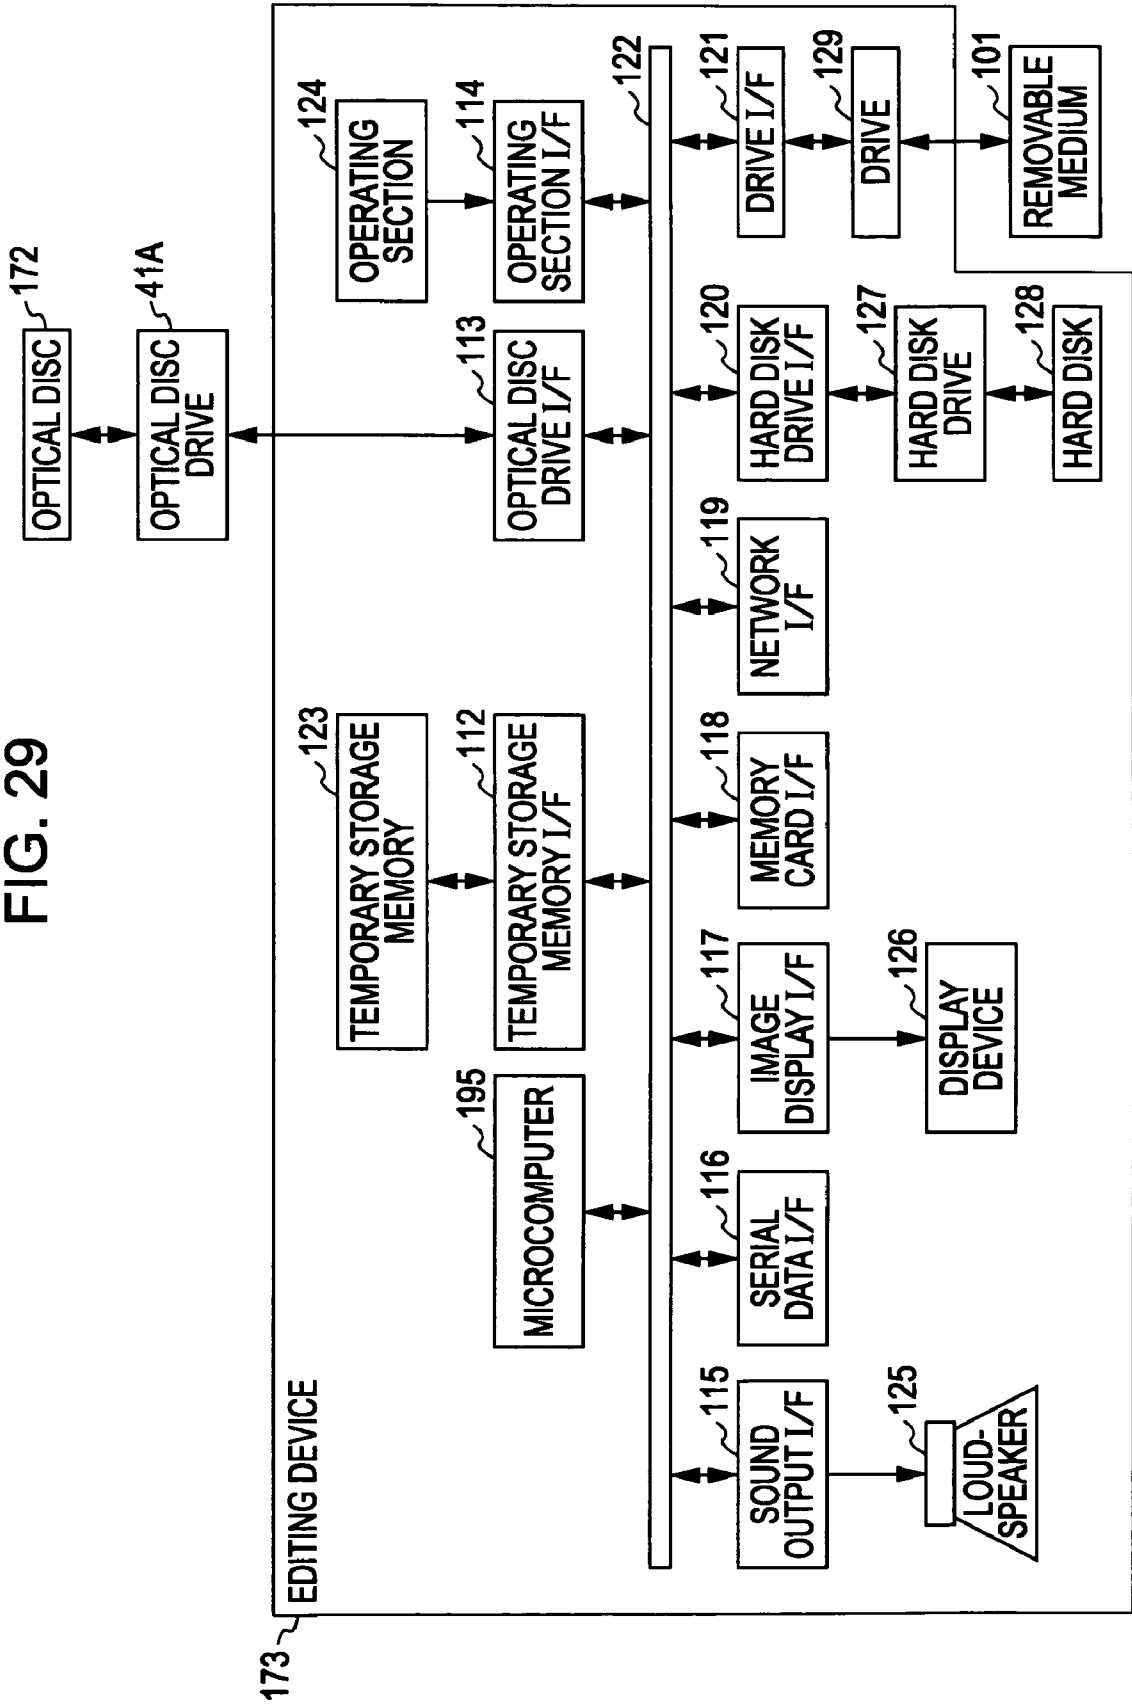 FIG. 29
OPTICAL DISC
172
OPTICAL DISC
DRIVE
41A
173
EDITING DEVICE
TEMPORARY STORAGE
MEMORY
123
OPERATING
SECTION
124
MICROCOMPUTER
195
TEMPORARY STORAGE
MEMORY I/F
112
OPTICAL DISC
DRIVE I/F
113
OPERATING
SECTION I/F
114
122
SOUND
OUTPUT I/F
115
SERIAL
DATA I/F
116
IMAGE
DISPLAY I/F
117
MEMORY
CARD I/F
118
NETWORK
I/F
119
HARD DISK
DRIVE I/F
120
DRIVE I/F
121
LOUD-
SPEAKER
125
DISPLAY
DEVICE
126
HARD DISK
DRIVE
127
DRIVE
129
HARD DISK
128
REMOVABLE
MEDIUM
101